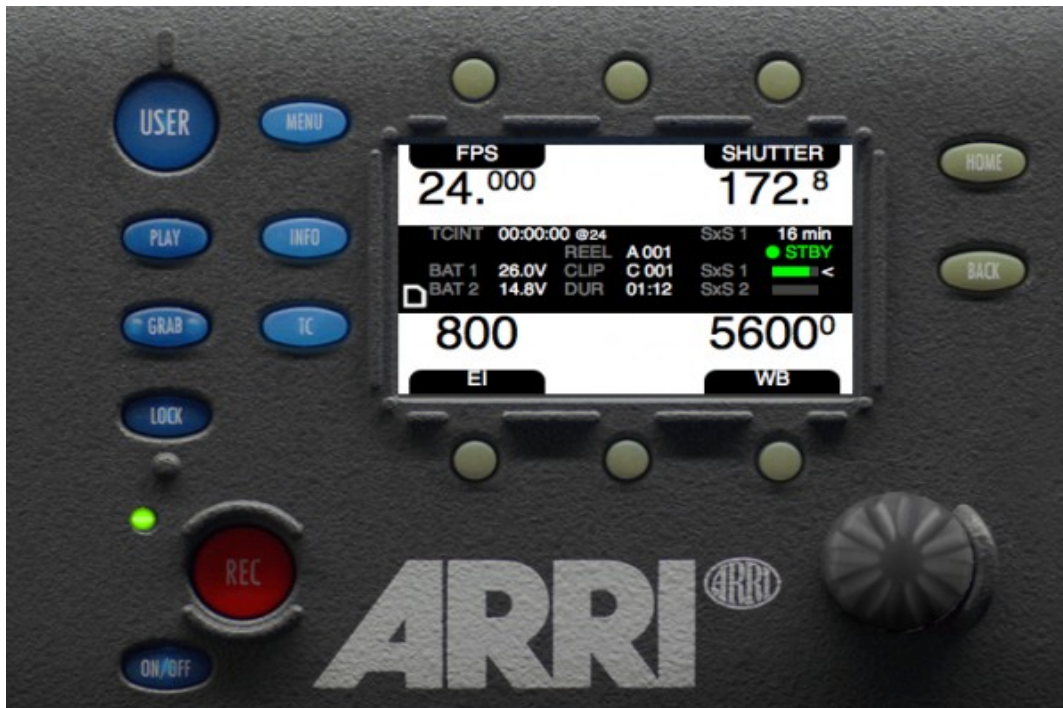 USER
MENU
PLAY
INFO
GRAB
TC
LOCK
REC
ON/OFF
FPS
SHUTTER
24.000
172.8
TCINT 00:00:00 @24 SxS 1 16 min
REEL A 001 STBY
BAT 1 26.0V CLIP C 001 SxS 1 <
BAT 2 14.8V DUR 01:12 SxS 2
800
5600⁰
EI
WB
HOME
BACK
ARRI
ARRI